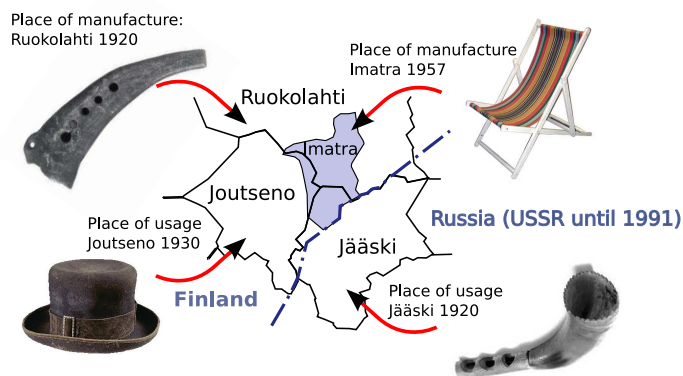 Place of manufacture:
Ruokolahti 1920
Place of manufacture
Imatra 1957
Ruokolahti
Imatra
Joutseno
Place of usage
Joutseno 1930
Russia (USSR until 1991)
Jääski
Finland
Place of usage
Jääski 1920